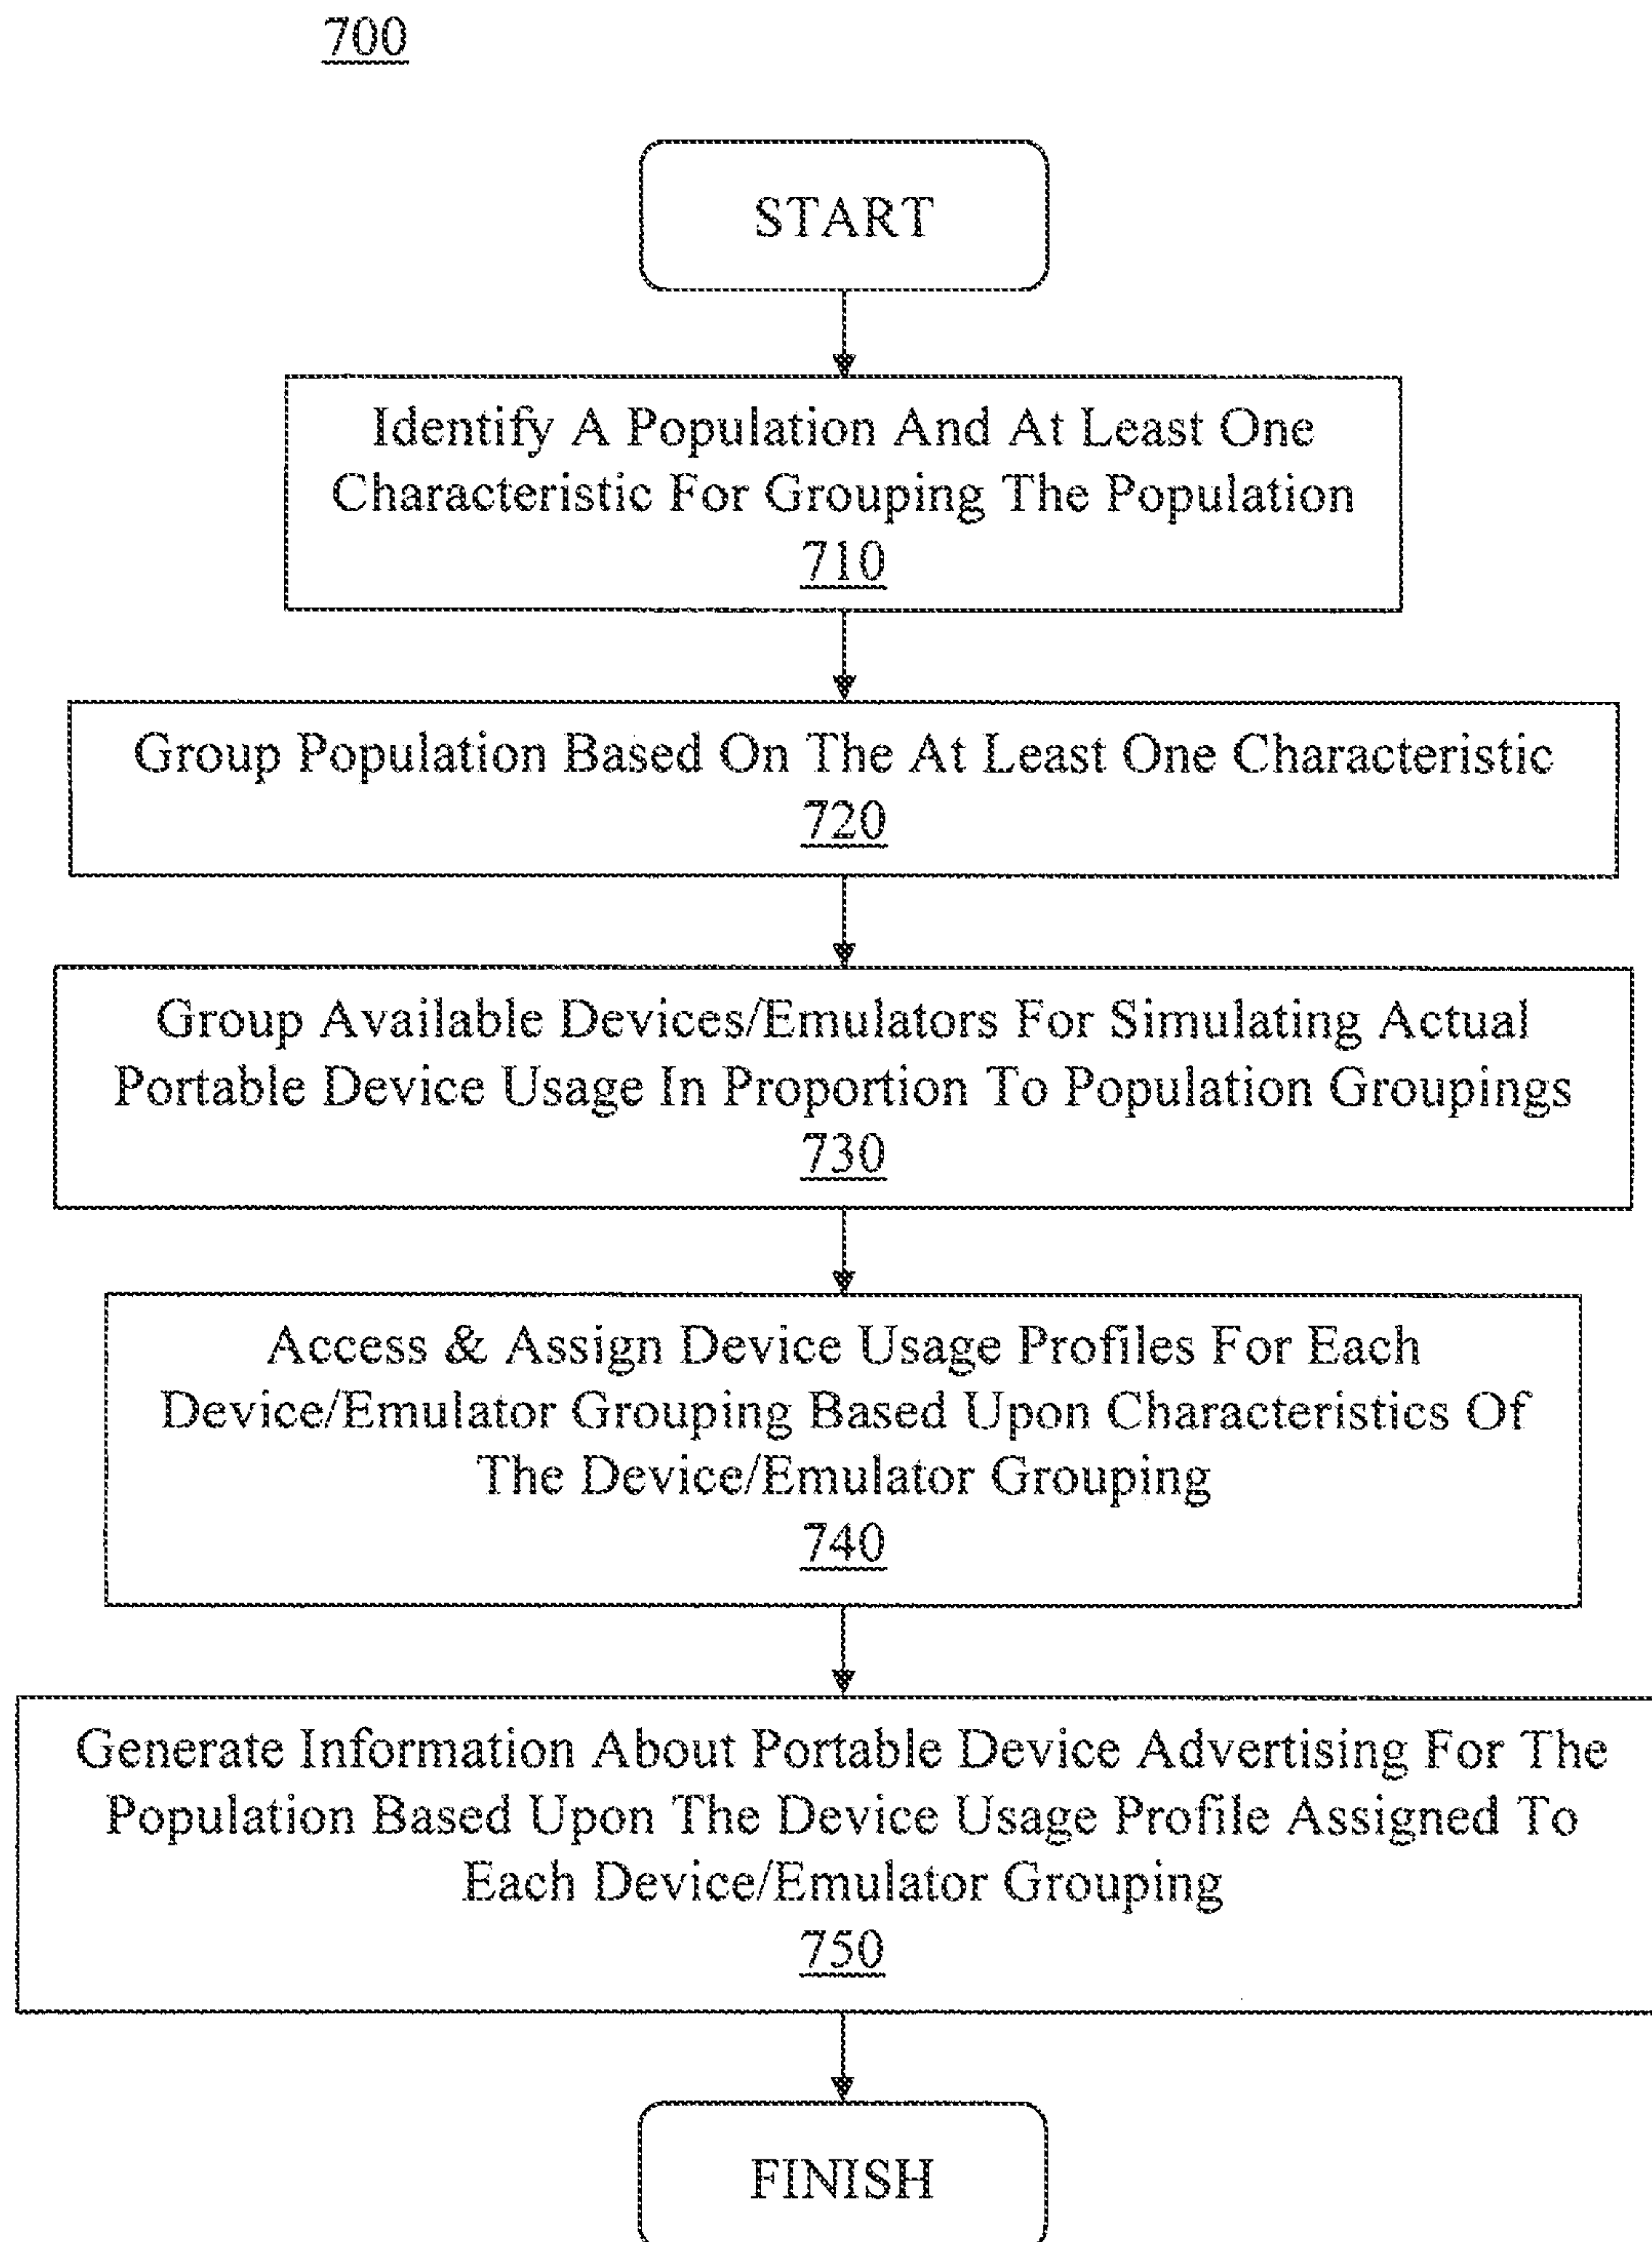 700
START
Identify A Population And At Least One
Characteristic For Grouping The Population
710
Group Population Based On The At Least One Characteristic
720
Group Available Devices/Emulators For Simulating Actual
Portable Device Usage In Proportion To Population Groupings
730
Access & Assign Device Usage Profiles For Each
Device/Emulator Grouping Based Upon Characteristics Of
The Device/Emulator Grouping
740
Generate Information About Portable Device Advertising For The
Population Based Upon The Device Usage Profile Assigned To
Each Device/Emulator Grouping
750
FINISH